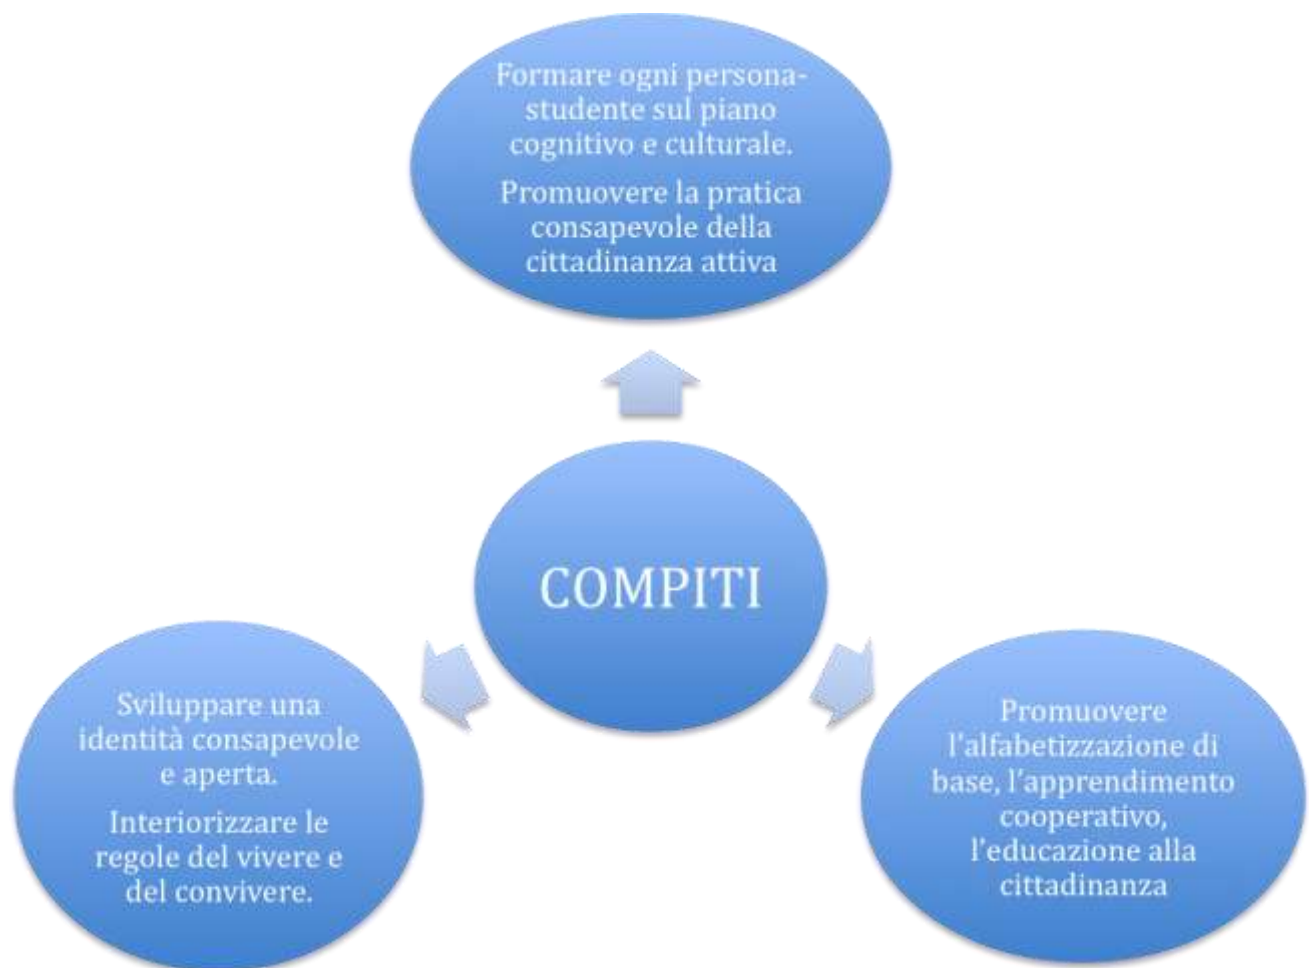 Formare ogni persona-
studente sul piano
cognitivo e culturale.
Promuovere la pratica
consapevole della
cittadinanza attiva
COMPITI
Sviluppare una
identità consapevole
e aperta.
Interiorizzare le
regole del vivere e
del convivere.
Promuovere
l'alfabetizzazione di
base, l'apprendimento
cooperativo,
l'educazione alla
cittadinanza